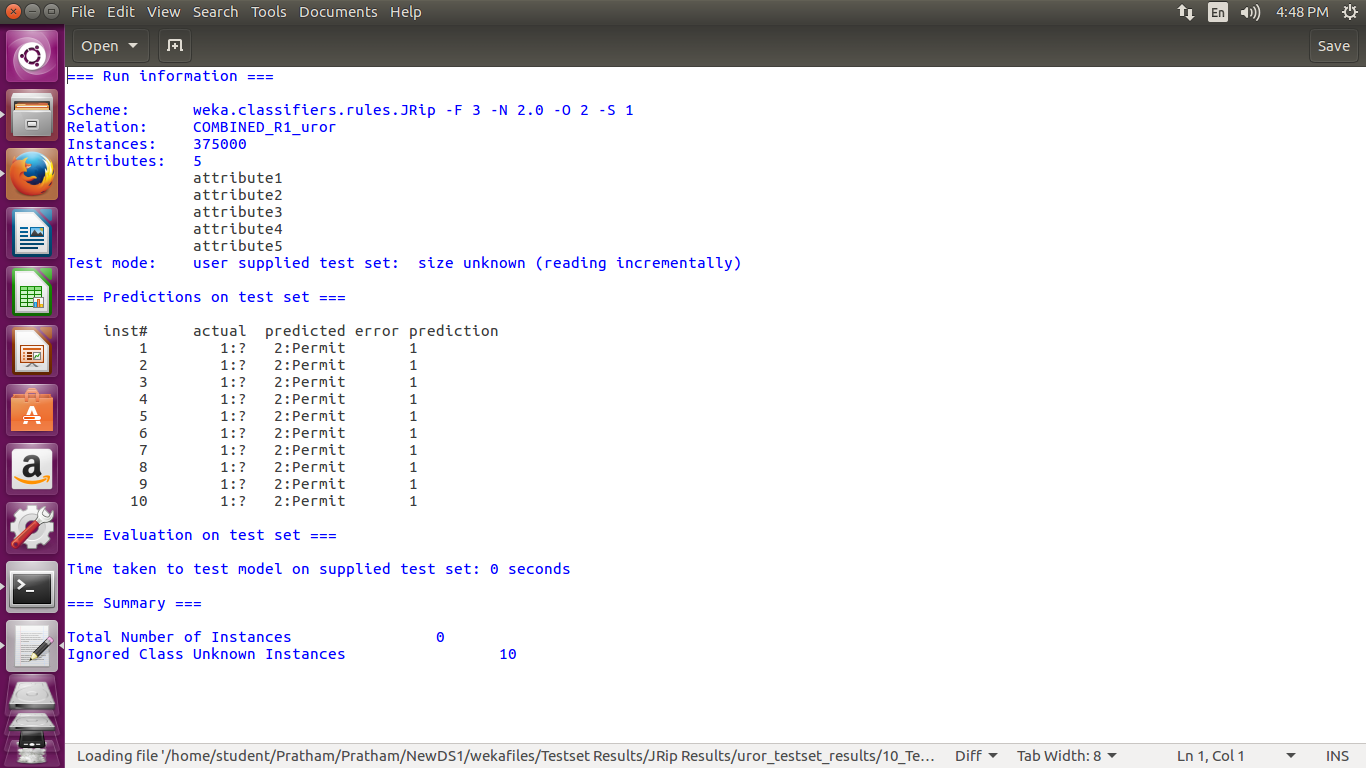 File Edit View Search Tools Documents Help En 4:48 PM
Open Save
=== Run information ===
Scheme: weka.classifiers.rules.JRip -F 3 -N 2.0 -O 2 -S 1
Relation: COMBINED_R1_uror
Instances: 375000
Attributes: 5
attribute1
attribute2
attribute3
attribute4
attribute5
Test mode: user supplied test set: size unknown (reading incrementally)
=== Predictions on test set ===
inst# actual predicted error prediction
1 1:? 2:Permit 1
2 1:? 2:Permit 1
3 1:? 2:Permit 1
4 1:? 2:Permit 1
5 1:? 2:Permit 1
6 1:? 2:Permit 1
7 1:? 2:Permit 1
8 1:? 2:Permit 1
9 1:? 2:Permit 1
10 1:? 2:Permit 1
=== Evaluation on test set ===
Time taken to test model on supplied test set: 0 seconds
=== Summary ===
Total Number of Instances 0
Ignored Class Unknown Instances 10
Loading file '/home/student/Pratham/Pratham/NewDS1/wekafiles/Testset Results/JRip Results/uror_testset_results/10_Te... Diff Tab Width: 8 Ln 1, Col 1 INS